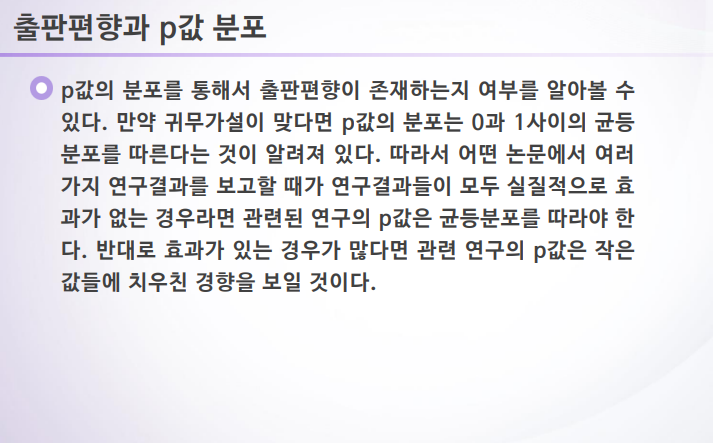 출판편향과 p값 분포
p값의 분포를 통해서 출판편향이 존재하는지 여부를 알아볼 수
있다. 만약 귀무가설이 맞다면 p값의 분포는 0과 1사이의 균등
분포를 따른다는 것이 알려져 있다. 따라서 어떤 논문에서 여러
가지 연구결과를 보고할 때가 연구결과들이 모두 실질적으로 효
과가 없는 경우라면 관련된 연구의 p값은 균등분포를 따라야 한
다. 반대로 효과가 있는 경우가 많다면 관련 연구의 p값은 작은
값들에 치우친 경향을 보일 것이다.